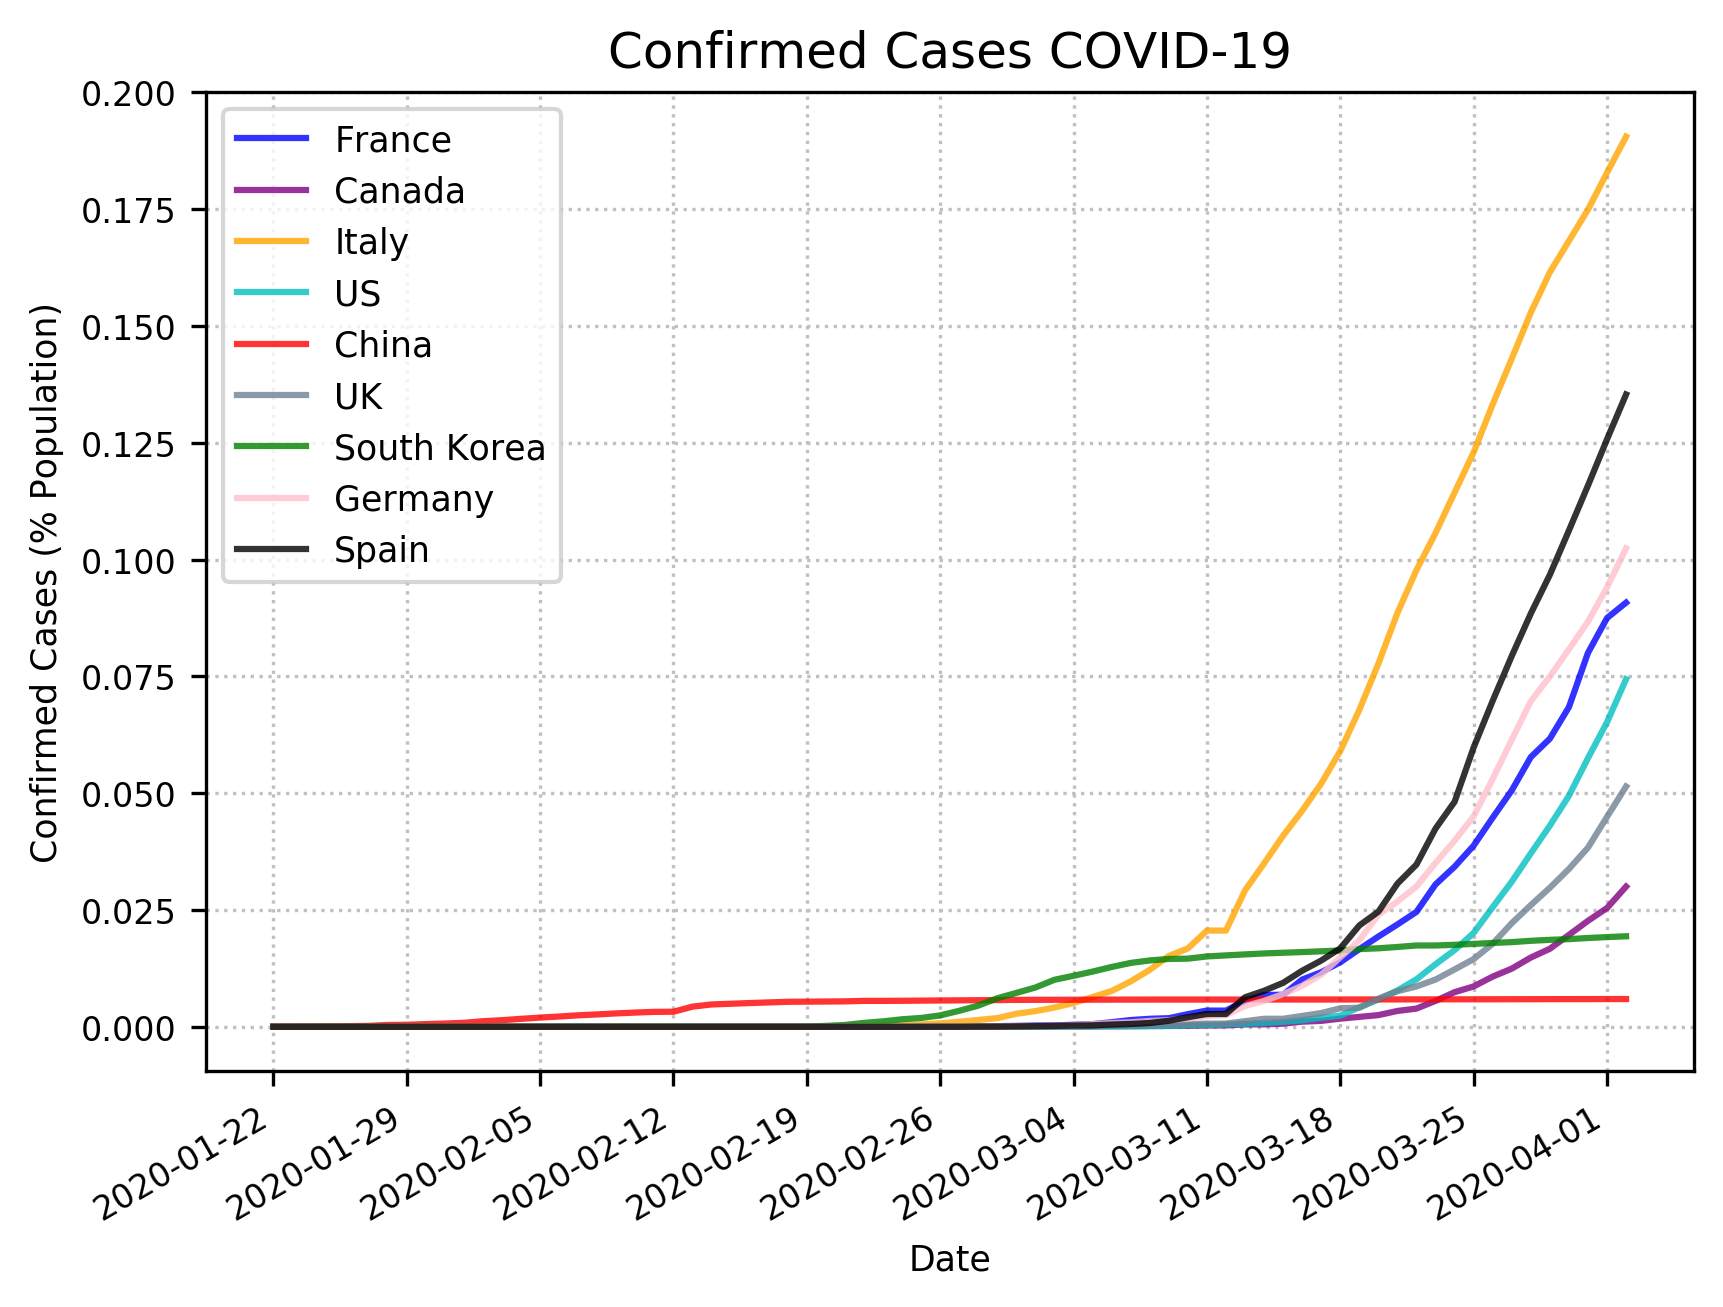 Confirmed Cases COVID-19
Confirmed Cases (% Population)
0.200
0.175
0.150
0.125
0.100
0.075
0.050
0.025
0.000
France
Canada
Italy
US
China
UK
South Korea
Germany
Spain
2020-01-22
2020-01-29
2020-02-05
2020-02-12
2020-02-19
2020-02-26
2020-03-04
2020-03-11
2020-03-18
2020-03-25
2020-04-01
Date